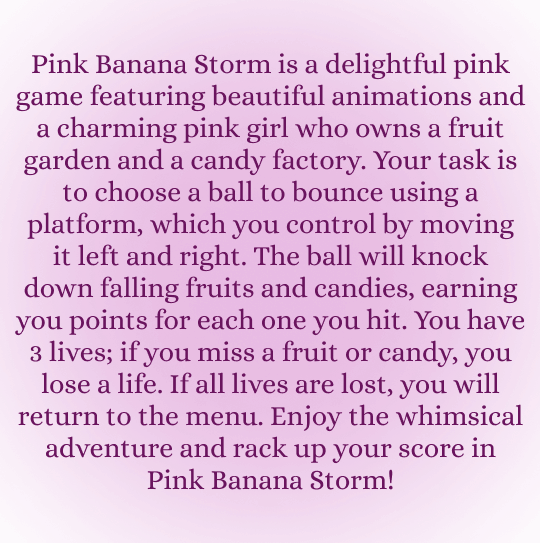 Pink Banana Storm is a delightful pink
game featuring beautiful animations and
a charming pink girl who owns a fruit
garden and a candy factory. Your task is
to choose a ball to bounce using a
platform, which you control by moving
it left and right. The ball will knock
down falling fruits and candies, earning
you points for each one you hit. You have
3 lives; if you miss a fruit or candy, you
lose a life. If all lives are lost, you will
return to the menu. Enjoy the whimsical
adventure and rack up your score in
Pink Banana Storm!